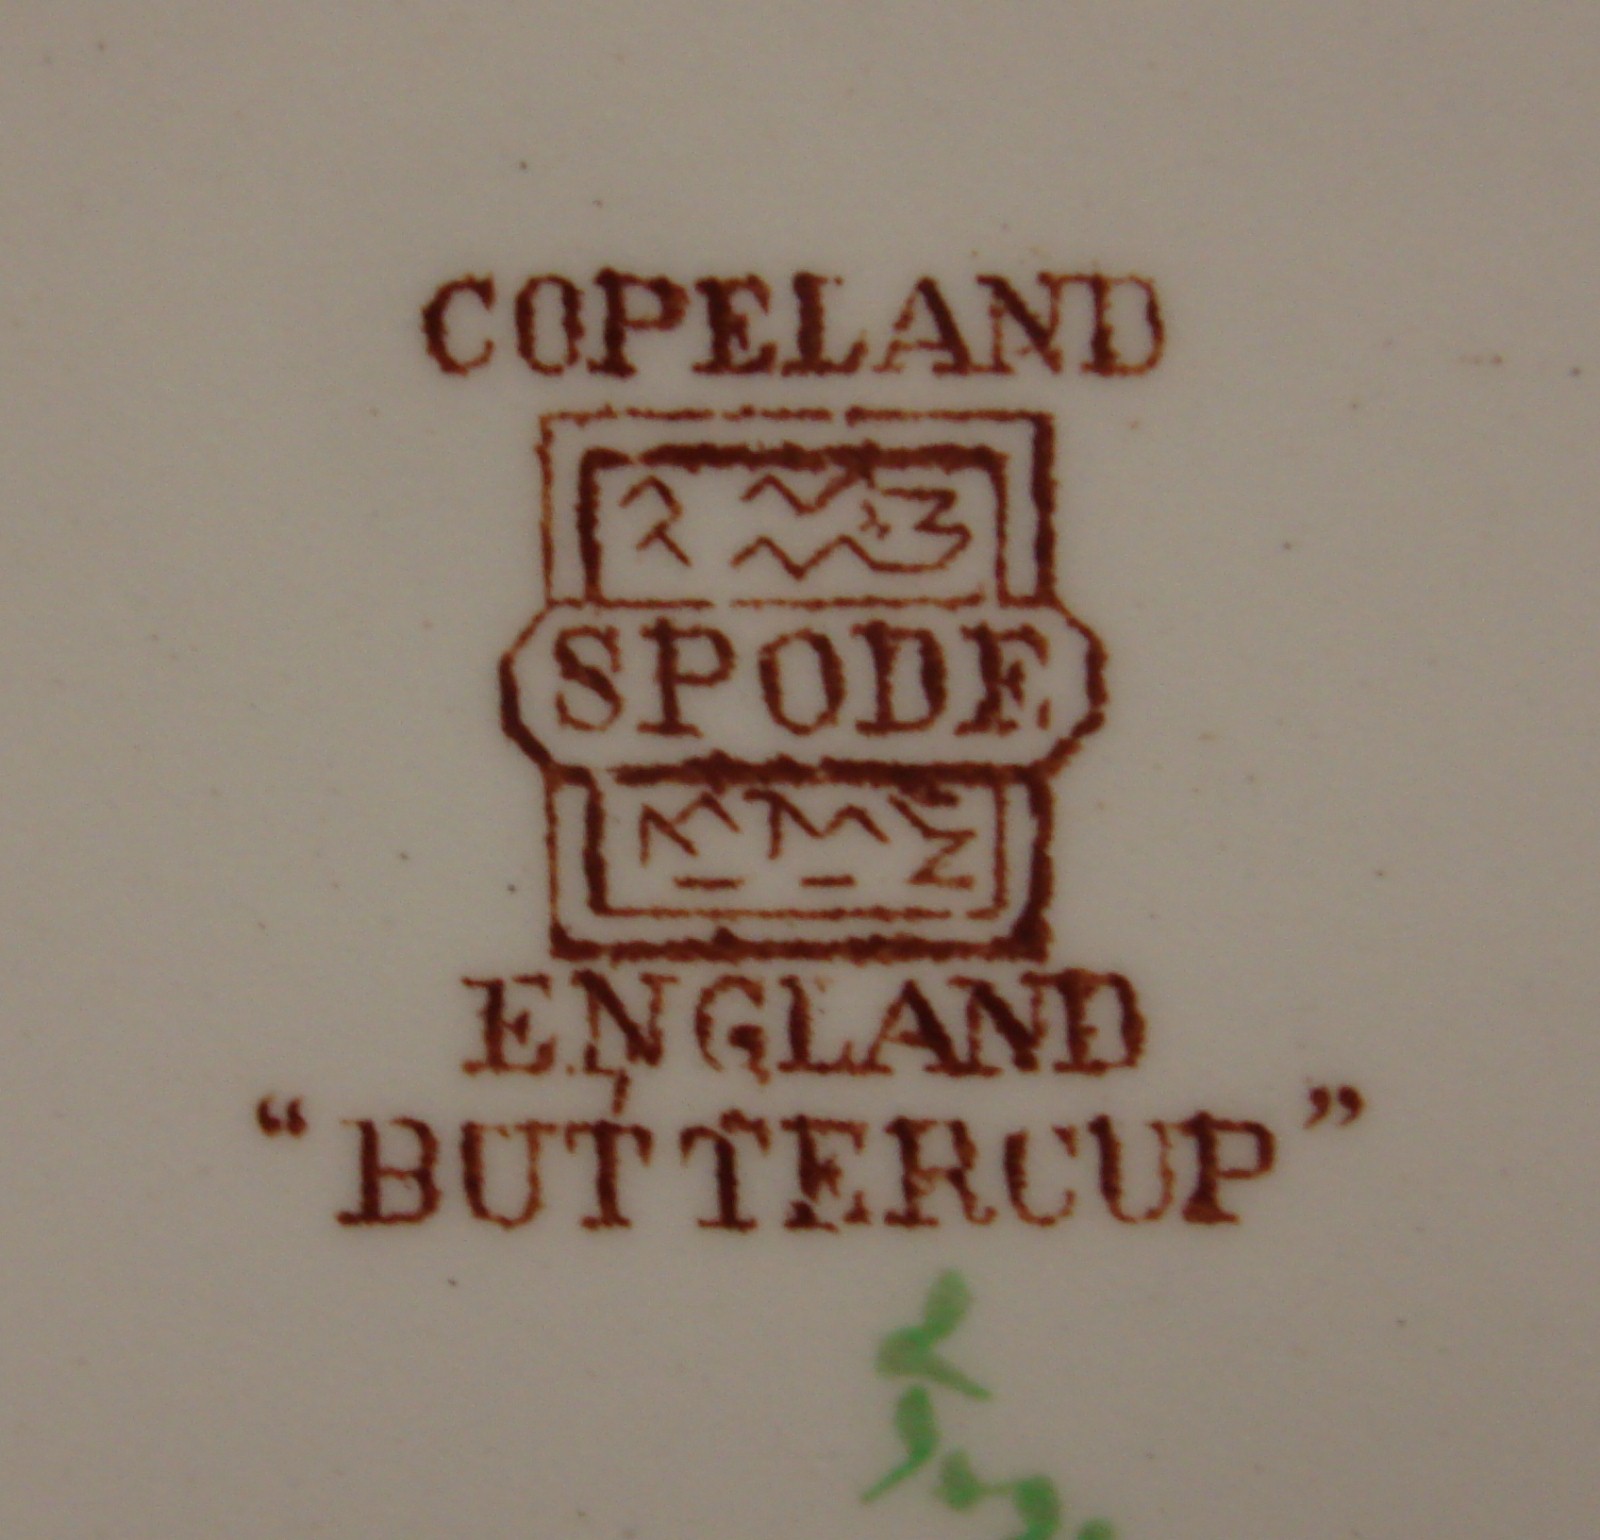 COPELAND
SPODE
ENGLAND
“BUTTERCUP”